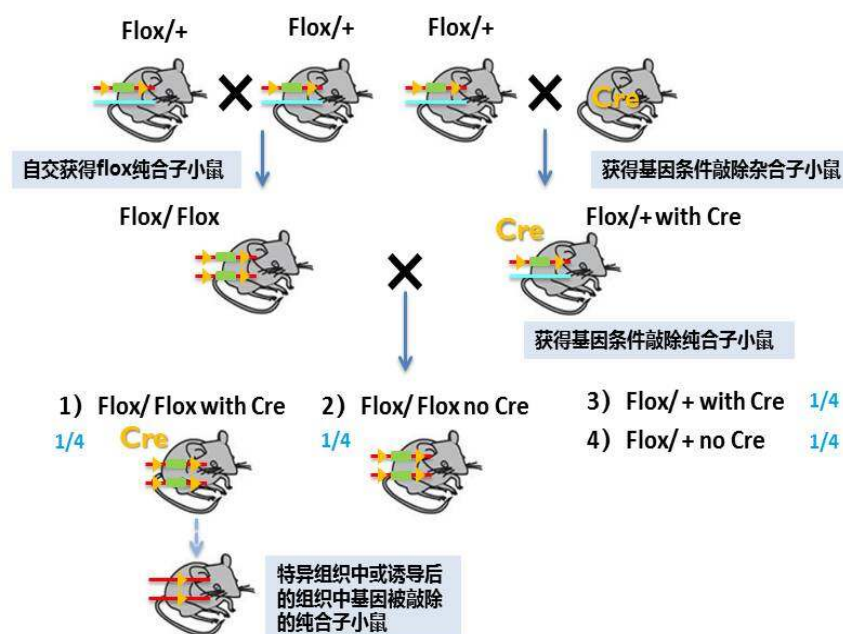 Flox/+
Flox/+
Flox/+
Cre
自交获得flox纯合子小鼠
获得基因条件敲除杂合子小鼠
Flox/ Flox
Cre
Flox/+ with Cre
获得基因条件敲除纯合子小鼠
1) Flox/ Flox with Cre
1/4
Cre
2) Flox/ Flox no Cre
1/4
3) Flox/ + with Cre 1/4
4) Flox/ + no Cre 1/4
特异组织中或诱导后
的组织中基因被敲除
的纯合子小鼠